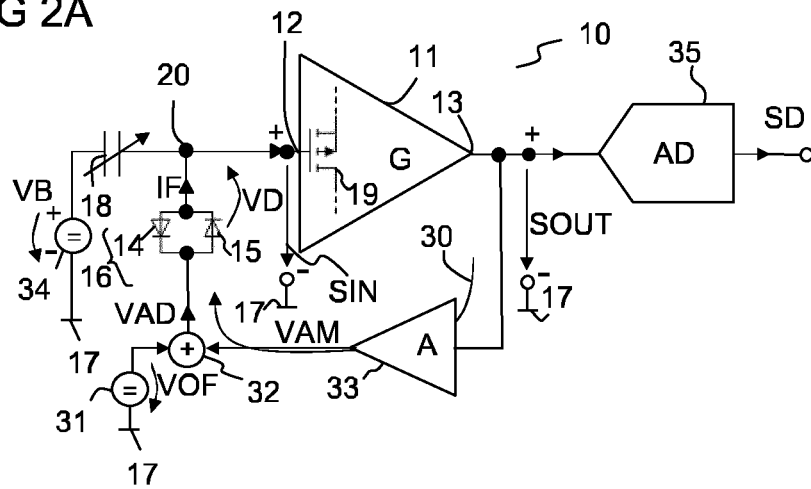 G 2A
10
12
11
35
20
13
SD
+
+
AD
G
VB
18
IF
VD
19
+
-
14
15
SOUT
30
16
34
-
-
SIN
17
17
VAD
VAM
A
17
+
32
33
=
VOF
31
17
=